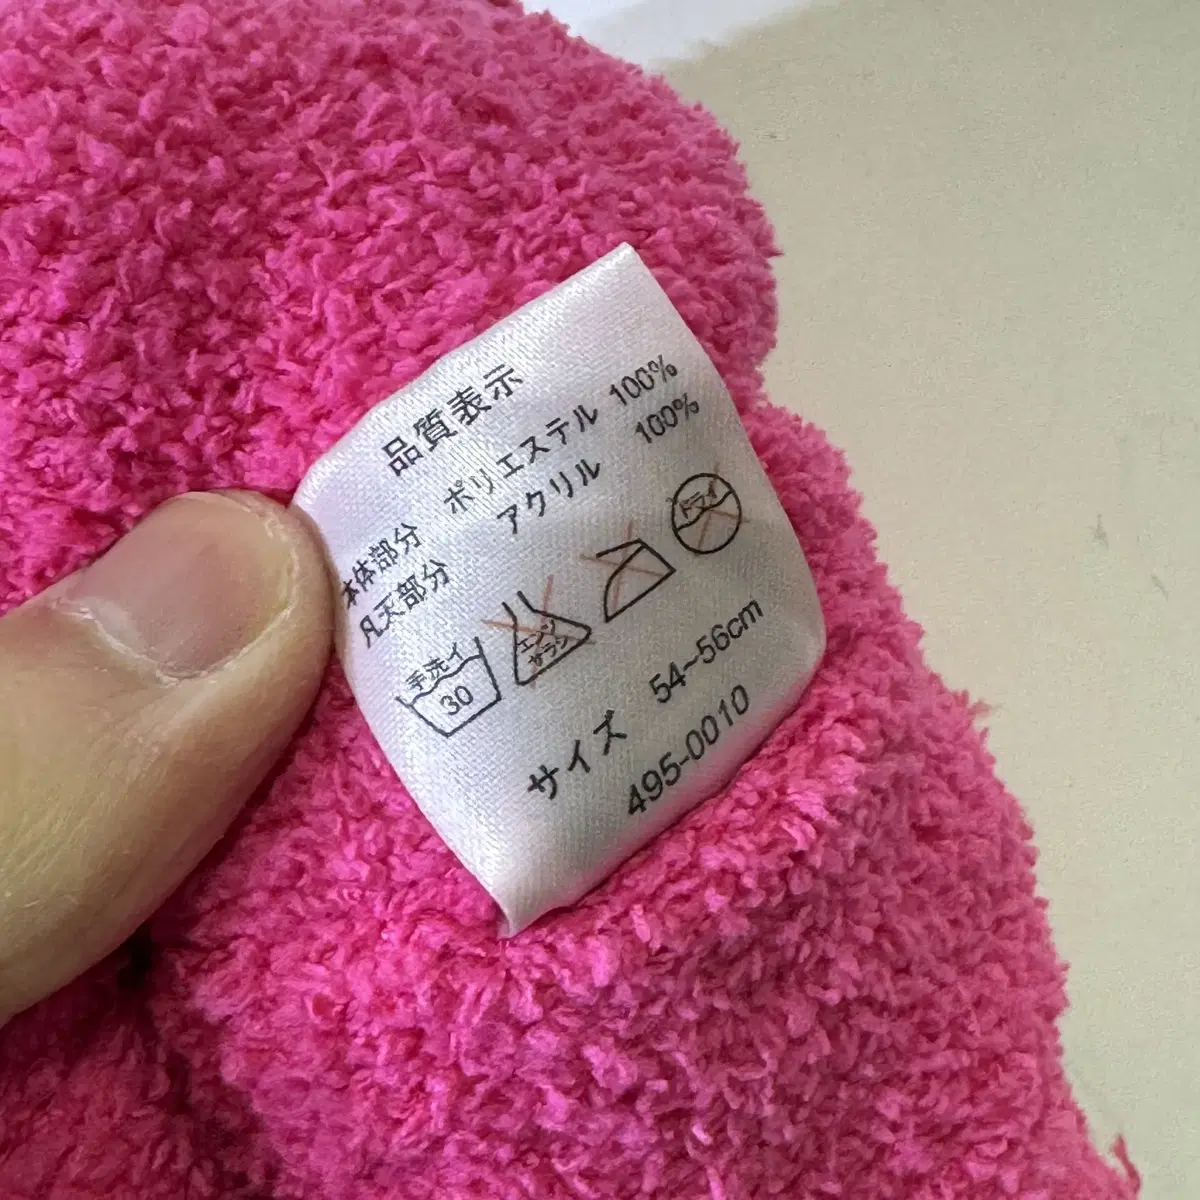 品質表示
本体部分 ポリエステル 100%
凡天部分 アクリル 100%
手洗イ 30
エンソ サラシ
ドライ
サイズ 54~56cm
495-0010